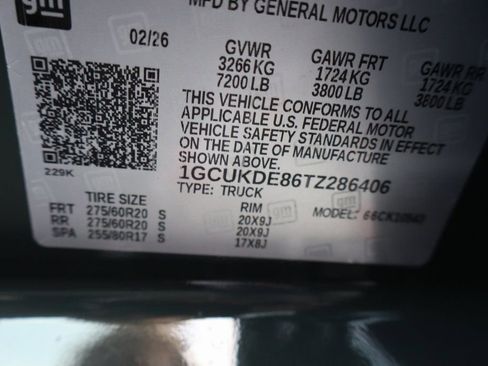 gm
MFD BY GENERAL MOTORS LLC
02/26 GVWR GAWR FRT GAWR RR
3266 KG 1724 KG 1724 KG
7200 LB 3800 LB 3800 LB
THIS VEHICLE CONFORMS TO ALL
APPLICABLE U.S. FEDERAL MOTOR
VEHICLE SAFETY STANDARDS IN EFFECT
ON THE DATE OF MANUFACTURE
SHOWN ABOVE.
229K 1GCUKDE86TZ286406
TYPE: TRUCK
TIRE SIZE RIM MODEL:
FRT 275/60R20 S 20X9J
RR 275/60R20 S 20X9J
SPA 255/80R17 S 17X8J